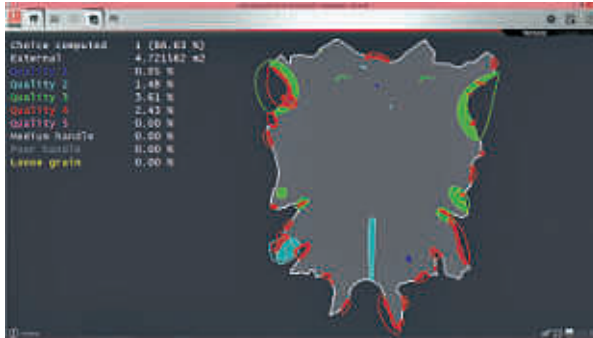 Choice computed 1 (88.03 %)
External 4.721162 m2
Quality 1 0.05 %
Quality 2 1.48 %
Quality 3 3.61 %
Quality 4 2.43 %
Quality 5 0.00 %
Medium handle 0.00 %
Poor handle 0.00 %
Loose grain 0.00 %